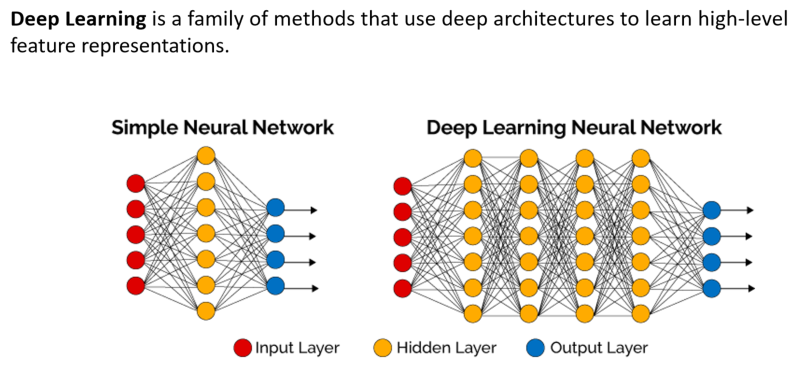 Deep Learning is a family of methods that use deep architectures to learn high-level
feature representations.
Simple Neural Network
Deep Learning Neural Network
Input Layer
Hidden Layer
Output Layer